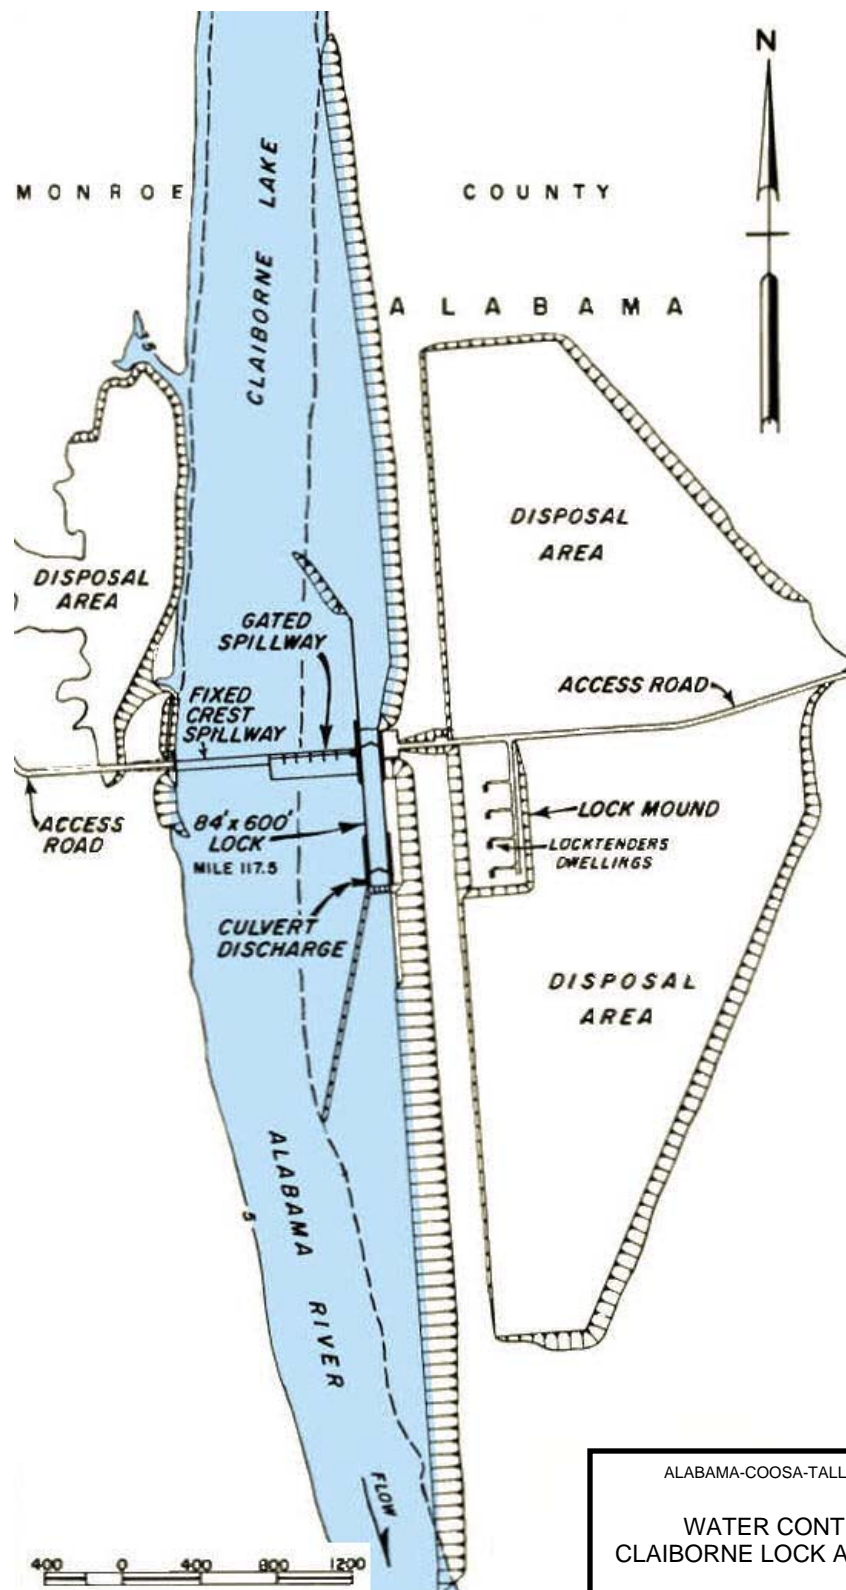 N
MONROE COUNTY
ALABAMA
CLAIBORNE LAKE
15
DISPOSAL
AREA
DISPOSAL
AREA
GATED
SPILLWAY
FIXED
CREST
SPILLWAY
ACCESS ROAD
ACCESS
ROAD
84' x 600'
LOCK
MILE 117.5
LOCK MOUND
LOCKTENDERS
DWELLINGS
CULVERT
DISCHARGE
DISPOSAL
AREA
5
ALABAMA RIVER
FLOW
400 0 400 800 1200
ALABAMA-COOSA-TALL
WATER CONT
CLAIBORNE LOCK A